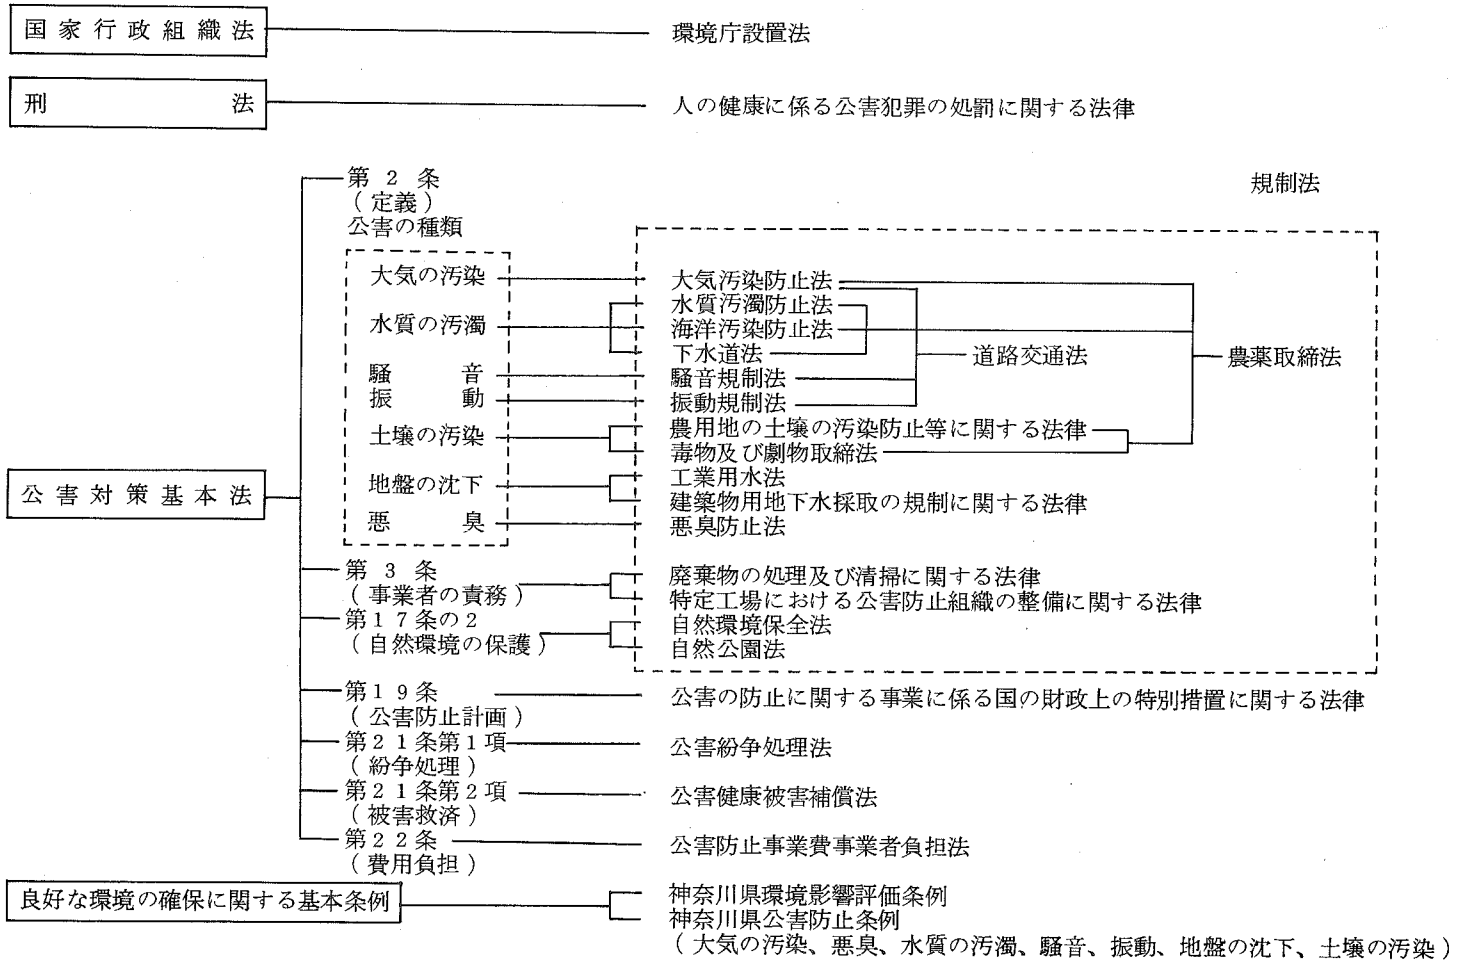 国家行政組織法
環境庁設置法
刑法
人の健康に係る公害犯罪の処罰に関する法律
第2条
(定義)
公害の種類
規制法
大気の汚染
大気汚染防止法
水質汚濁防止法
水質の汚濁
海洋汚染防止法
下水道法
道路交通法
農薬取締法
騒音
騒音規制法
振動
振動規制法
土壌の汚染
農用地の土壌の汚染防止等に関する法律
毒物及び劇物取締法
公害対策基本法
地盤の沈下
工業用水法
建築物用地下水採取の規制に関する法律
悪臭
悪臭防止法
第3条
(事業者の責務)
廃棄物の処理及び清掃に関する法律
特定工場における公害防止組織の整備に関する法律
第17条の2
(自然環境の保護)
自然環境保全法
自然公園法
第19条
(公害防止計画)
公害の防止に関する事業に係る国の財政上の特別措置に関する法律
第21条第1項
(紛争処理)
公害紛争処理法
第21条第2項
(被害救済)
公害健康被害補償法
第22条
(費用負担)
公害防止事業費事業者負担法
良好な環境の確保に関する基本条例
神奈川県環境影響評価条例
神奈川県公害防止条例
(大気の汚染、悪臭、水質の汚濁、騒音、振動、地盤の沈下、土壌の汚染)